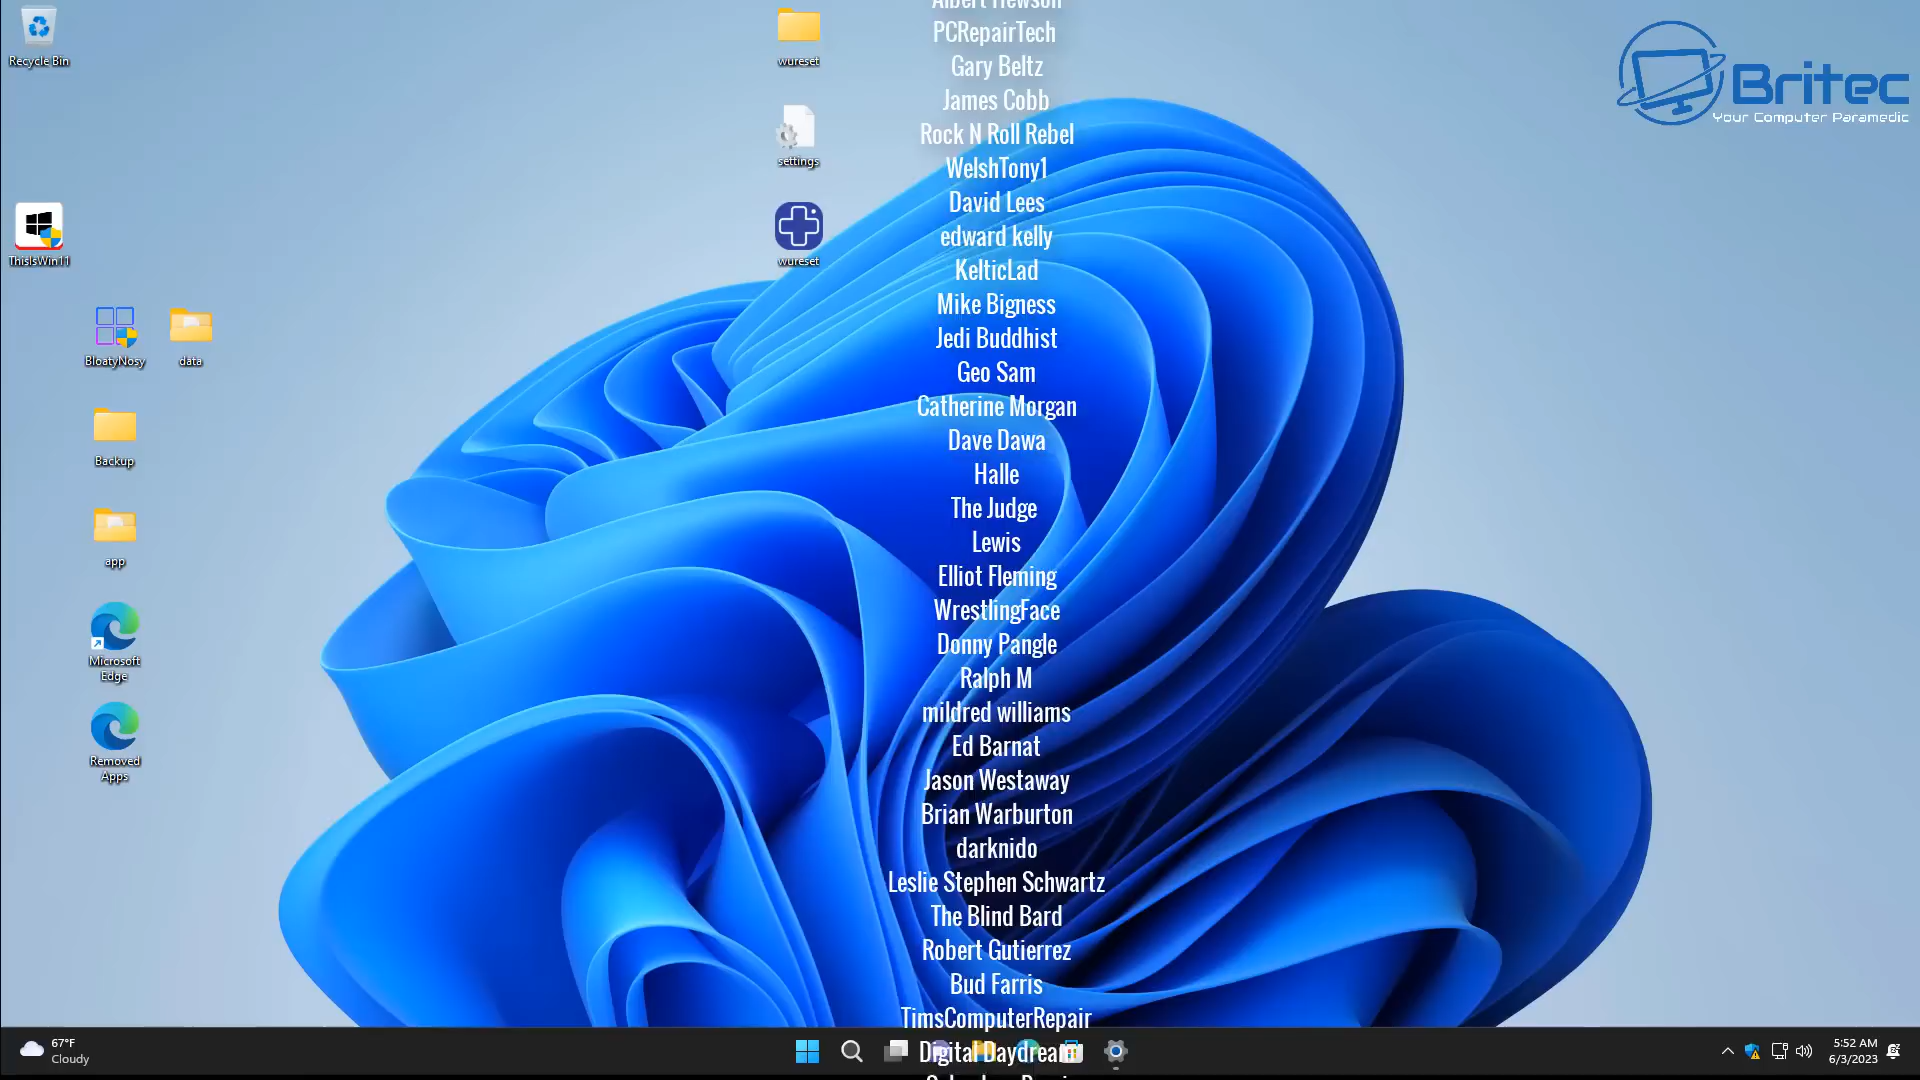 Albert Hewson
PCRepairTech
Gary Beltz
James Cobb
Rock N Roll Rebel
WelshTony1
David Lees
edward kelly
KelticLad
Mike Bigness
Jedi Buddhist
Geo Sam
Catherine Morgan
Dave Dawa
Halle
The Judge
Lewis
Elliot Fleming
WrestlingFace
Donny Pangle
Ralph M
mildred williams
Ed Barnat
Jason Westaway
Brian Warburton
darknido
Leslie Stephen Schwartz
The Blind Bard
Robert Gutierrez
Bud Farris
TimsComputerRepair
Digital Daydream
Recycle Bin
ThisIsWin11
BloatyNosy
data
Backup
app
Microsoft
Edge
Removed
Apps
wureset
settings
wureset
Britec
Your Computer Paramedic
67°F
Cloudy
5:52 AM
6/3/2023